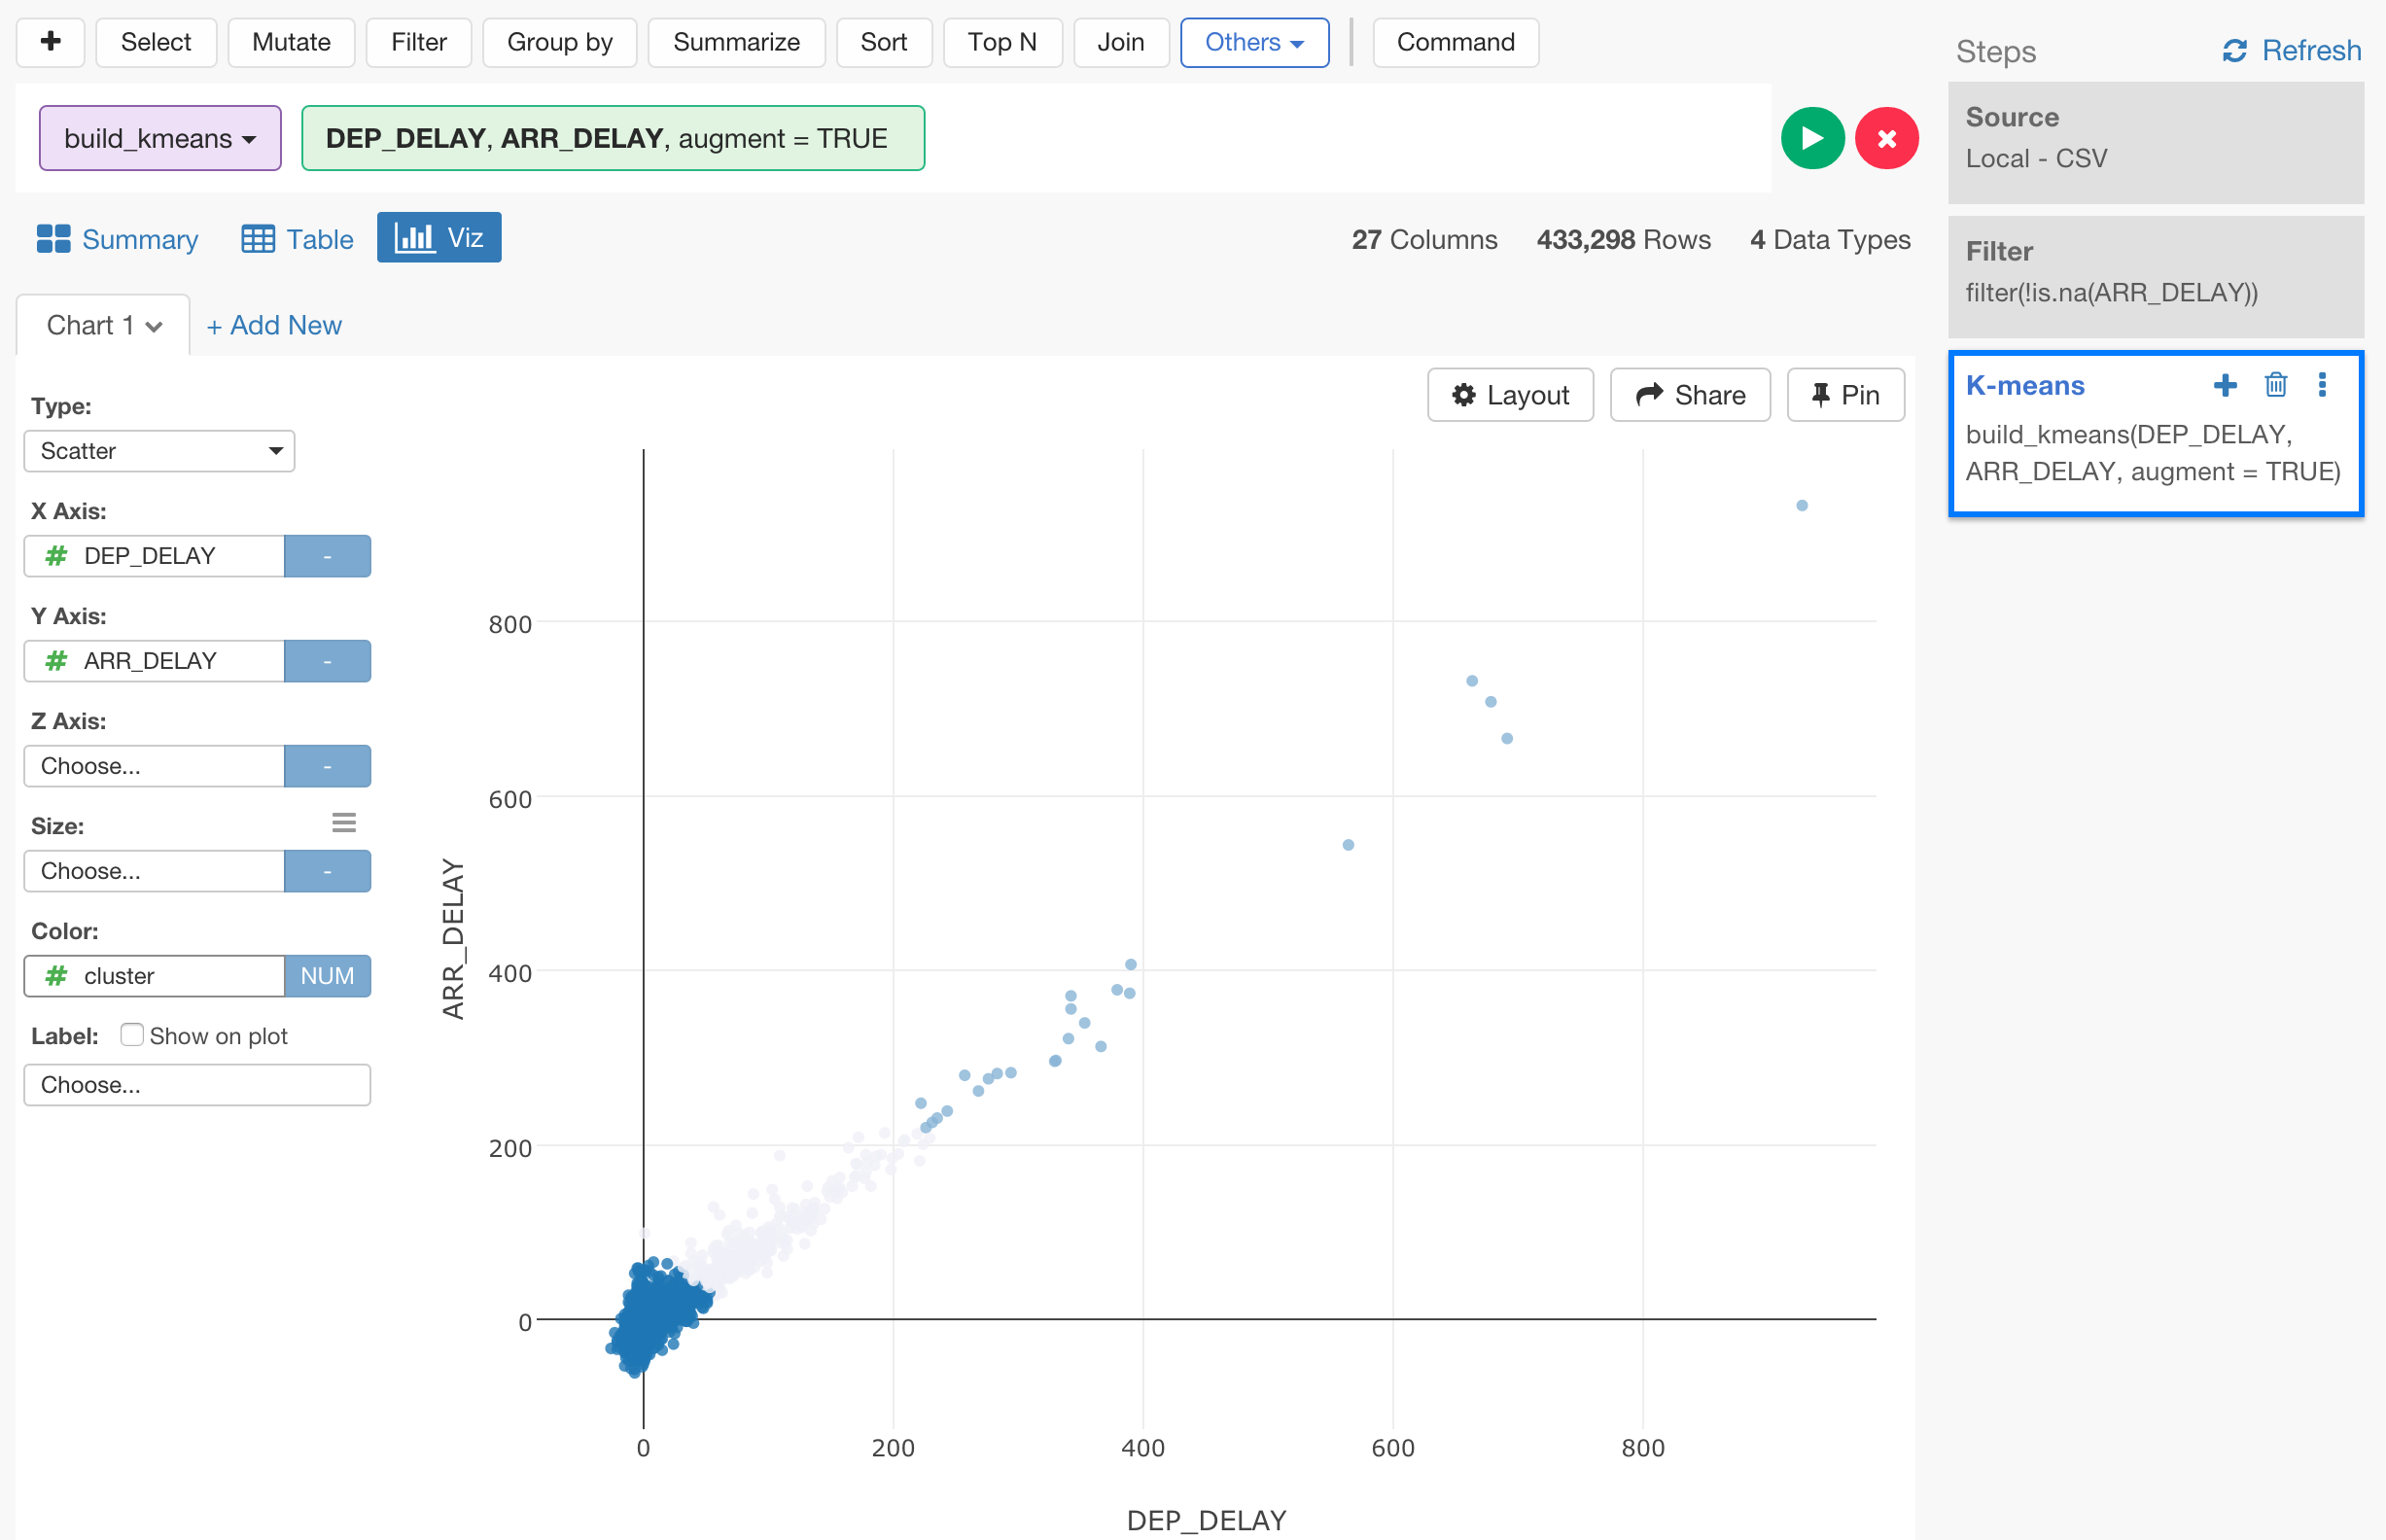 Select Mutate Filter Group by Summarize Sort Top N Join Others Command
build_kmeans DEP_DELAY, ARR_DELAY, augment = TRUE
Summary Table Viz 27 Columns 433,298 Rows 4 Data Types
Chart 1 + Add New
Layout Share Pin
Type:
Scatter
X Axis:
# DEP_DELAY -
Y Axis:
# ARR_DELAY -
Z Axis:
Choose... -
Size:
Choose... -
Color:
# cluster NUM
Label: Show on plot
Choose...
ARR_DELAY
800
600
400
200
0
0 200 400 600 800
DEP_DELAY
Steps Refresh
Source
Local - CSV
Filter
filter(!is.na(ARR_DELAY))
K-means
build_kmeans(DEP_DELAY,
ARR_DELAY, augment = TRUE)